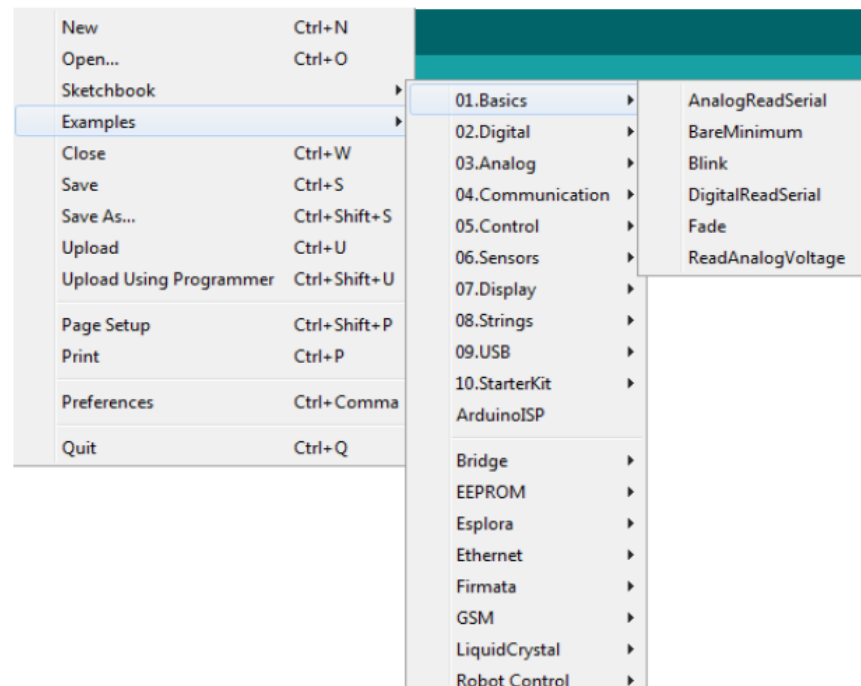 New Ctrl+N
Open... Ctrl+O
Sketchbook
Examples
Close Ctrl+W
Save Ctrl+S
Save As... Ctrl+Shift+S
Upload Ctrl+U
Upload Using Programmer Ctrl+Shift+U
Page Setup Ctrl+Shift+P
Print Ctrl+P
Preferences Ctrl+Comma
Quit Ctrl+Q
01.Basics
02.Digital
03.Analog
04.Communication
05.Control
06.Sensors
07.Display
08.Strings
09.USB
10.StarterKit
ArduinoISP
Bridge
EEPROM
Esplora
Ethernet
Firmata
GSM
LiquidCrystal
Robot Control
AnalogReadSerial
BareMinimum
Blink
DigitalReadSerial
Fade
ReadAnalogVoltage